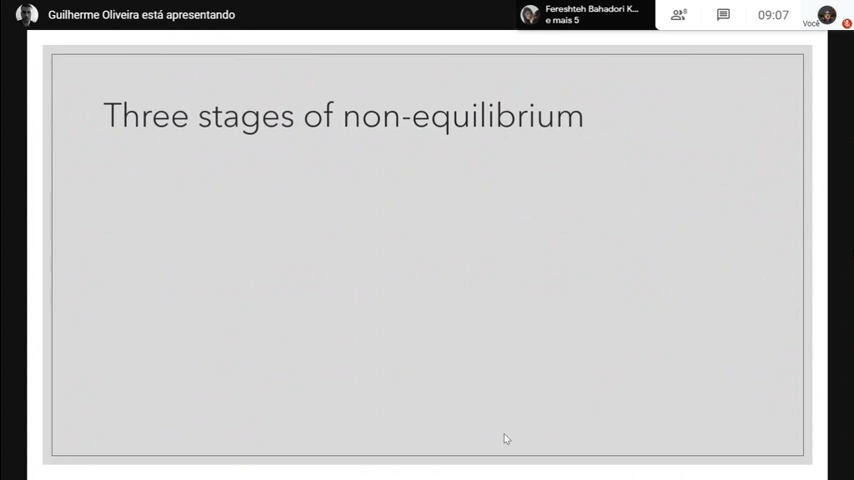 Guilherme Oliveira está apresentando
Fereshteh Bahadori K...
e mais 5
8
09:07
Você
Three stages of non-equilibrium